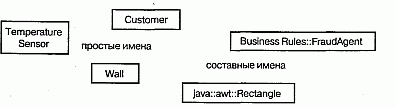 Customer
Temperature
Sensor
простые имена
Business Rules::FraudAgent
составные имена
Wall
java::awt::Rectangle